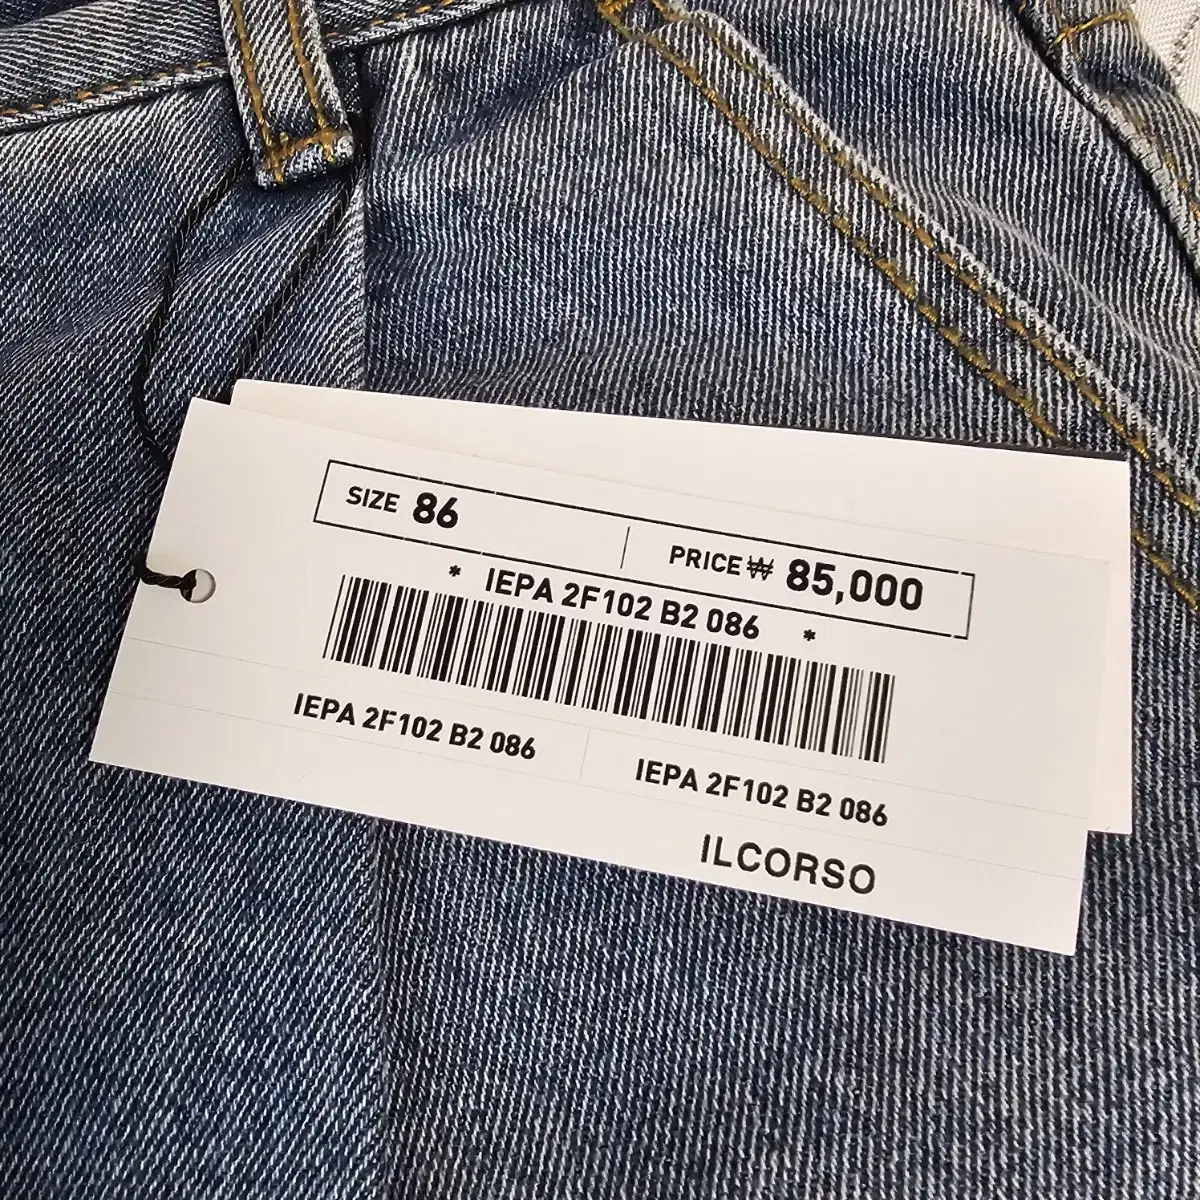 SIZE 86
PRICE ₩ 85,000
* IEPA 2F102 B2 086 *
IEPA 2F102 B2 086
IEPA 2F102 B2 086
ILCORSO